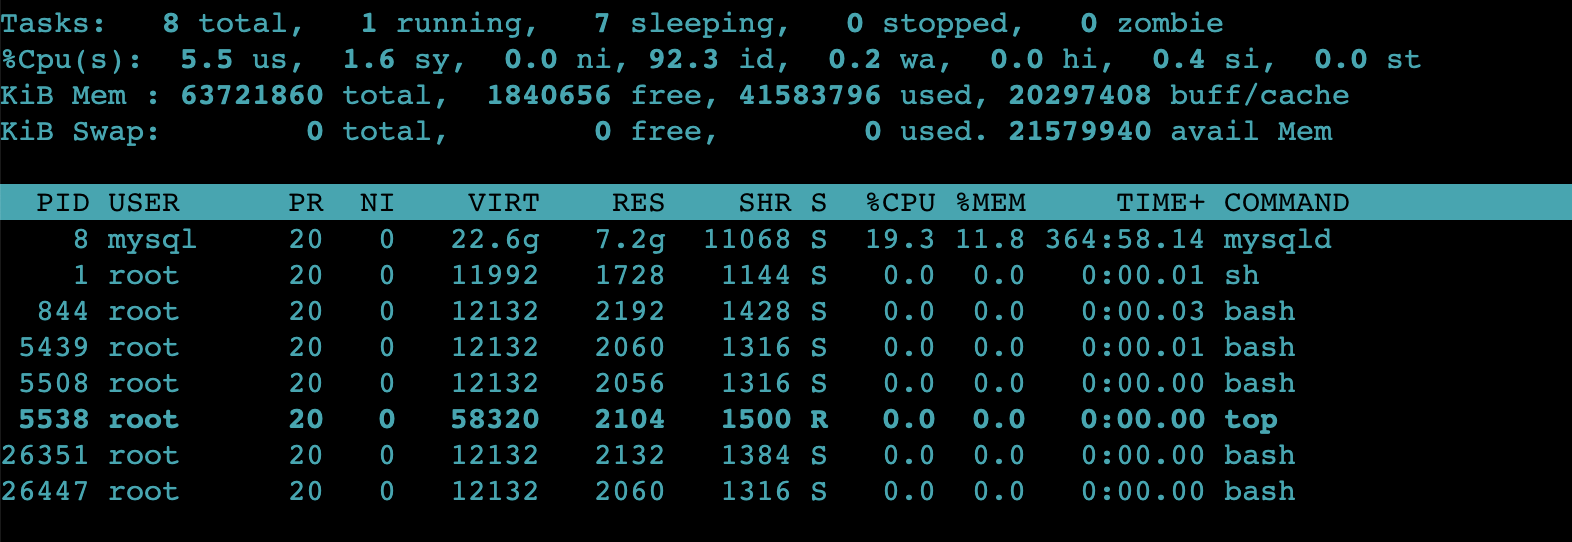 Tasks:   8 total,   1 running,   7 sleeping,   0 stopped,   0 zombie
%Cpu(s):  5.5 us,  1.6 sy,  0.0 ni, 92.3 id,  0.2 wa,  0.0 hi,  0.4 si,  0.0 st
KiB Mem : 63721860 total,  1840656 free, 41583796 used, 20297408 buff/cache
KiB Swap:        0 total,        0 free,        0 used. 21579940 avail Mem
  PID USER      PR  NI    VIRT    RES    SHR S  %CPU %MEM     TIME+ COMMAND
    8 mysql     20   0   22.6g   7.2g  11068 S  19.3 11.8 364:58.14 mysqld
    1 root      20   0   11992   1728   1144 S   0.0  0.0   0:00.01 sh
  844 root      20   0   12132   2192   1428 S   0.0  0.0   0:00.03 bash
 5439 root      20   0   12132   2060   1316 S   0.0  0.0   0:00.01 bash
 5508 root      20   0   12132   2056   1316 S   0.0  0.0   0:00.00 bash
 5538 root      20   0   58320   2104   1500 R   0.0  0.0   0:00.00 top
26351 root      20   0   12132   2132   1384 S   0.0  0.0   0:00.00 bash
26447 root      20   0   12132   2060   1316 S   0.0  0.0   0:00.00 bash